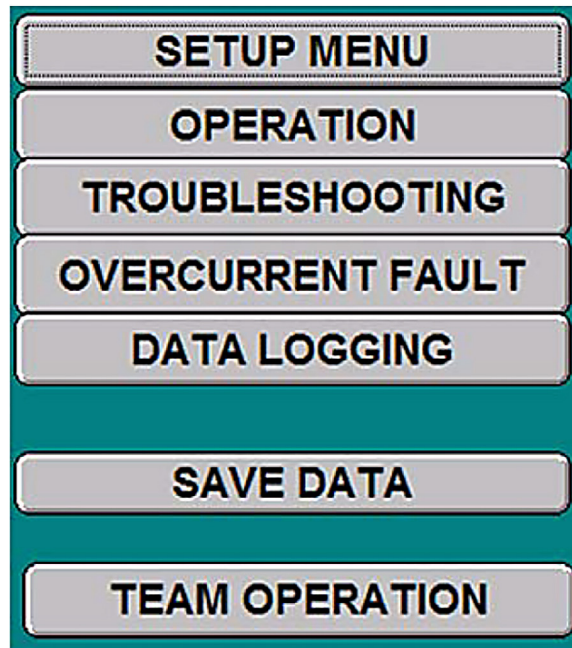 SETUP MENU
OPERATION
TROUBLESHOOTING
OVERCURRENT FAULT
DATA LOGGING
SAVE DATA
TEAM OPERATION